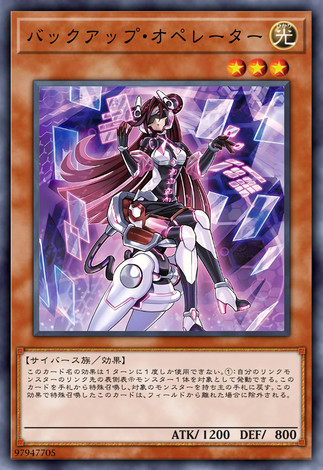 バックアップ・オペレーター
光
【サイバース族／効果】
このカード名の効果は1ターンに1度しか使用できない。①：自分のリンクモ
ンスターのリンク先の表側表示モンスター1体を対象として発動できる。このカ
ードを手札から特殊召喚し、対象のモンスターを持ち主の手札に戻す。この
効果で特殊召喚したこのカードは、フィールドから離れた場合に除外される。
ATK/1200 DEF/ 800
97947705